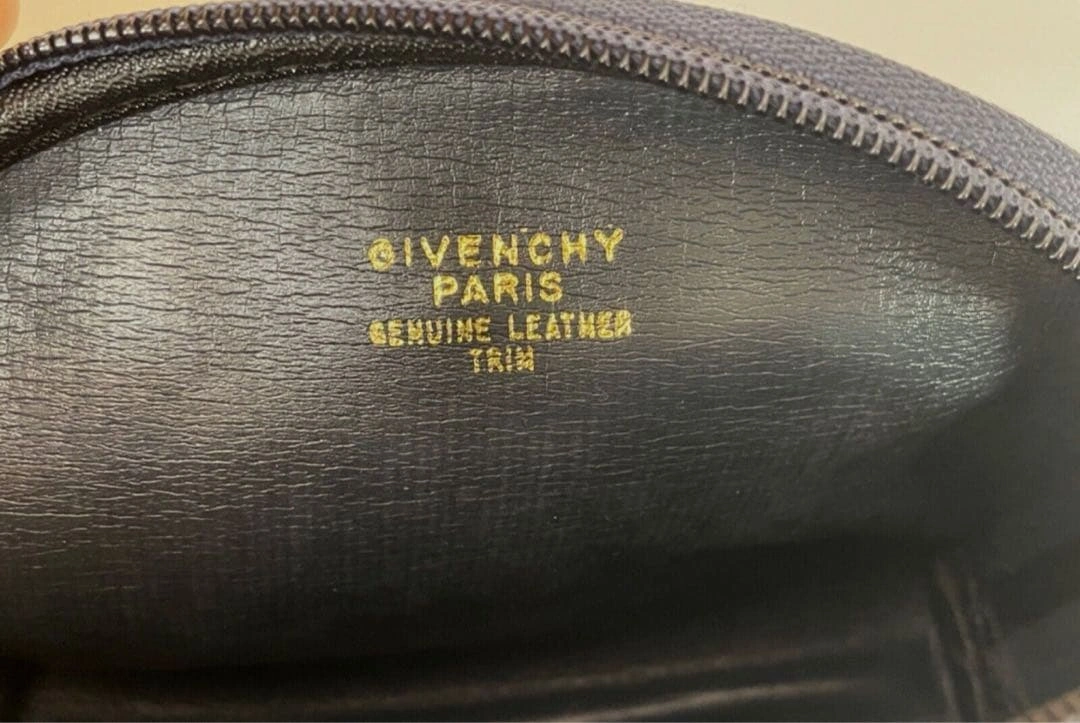 GIVENCHY
PARIS
GENUINE LEATHER
TRIM